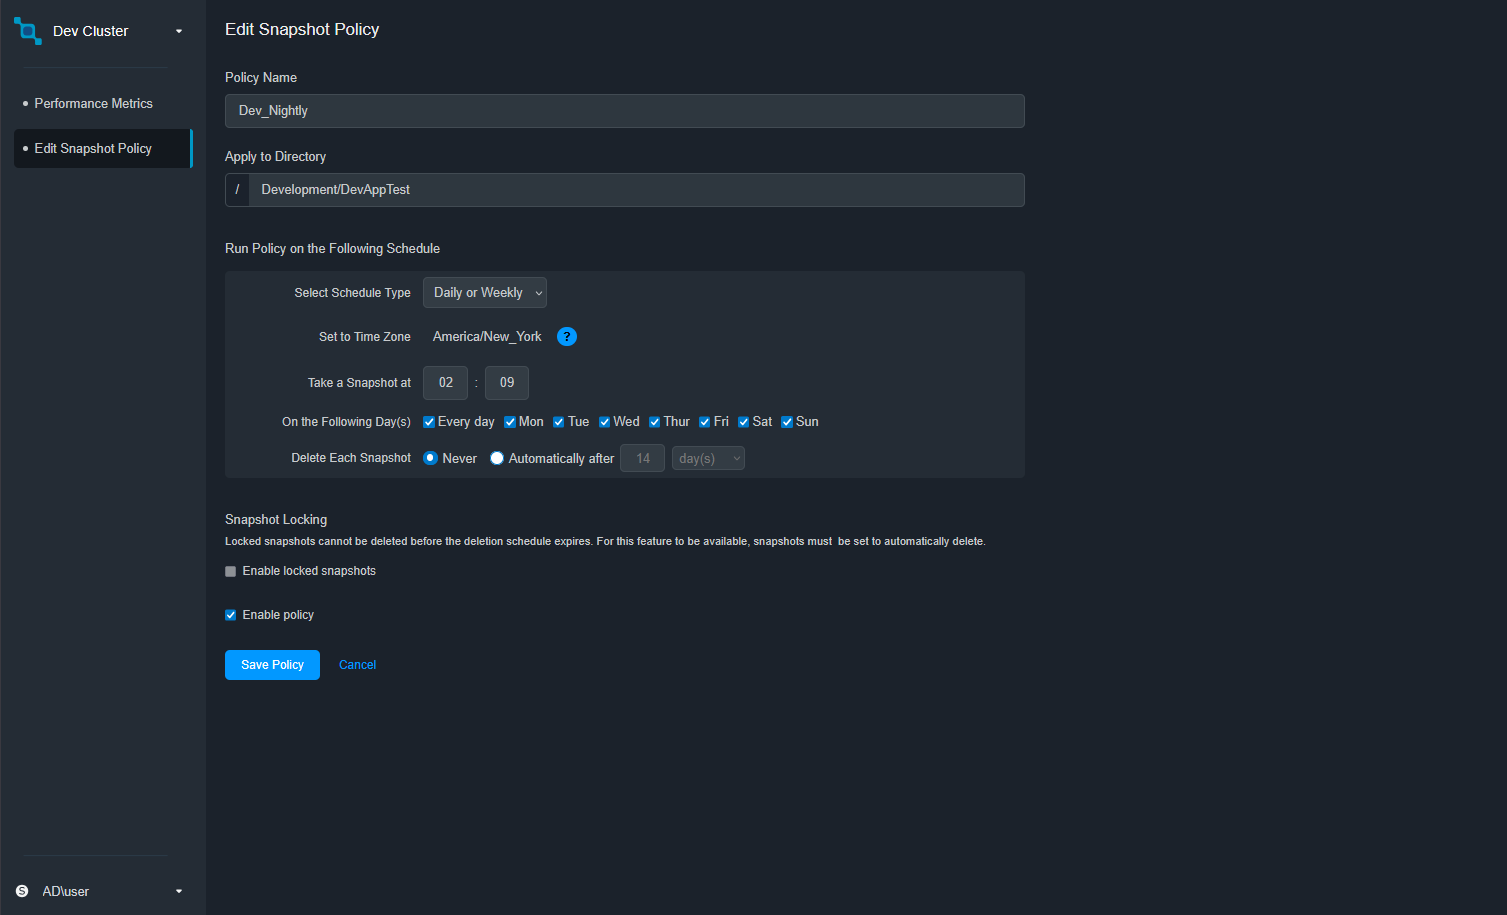 Dev Cluster
Performance Metrics
Edit Snapshot Policy
AD\user
Edit Snapshot Policy
Policy Name
Dev_Nightly
Apply to Directory
/ Development/DevAppTest
Run Policy on the Following Schedule
Select Schedule Type Daily or Weekly
Set to Time Zone America/New_York ?
Take a Snapshot at 02 : 09
On the Following Day(s) Every day Mon Tue Wed Thur Fri Sat Sun
Delete Each Snapshot Never Automatically after 14 day(s)
Snapshot Locking
Locked snapshots cannot be deleted before the deletion schedule expires. For this feature to be available, snapshots must be set to automatically delete.
Enable locked snapshots
Enable policy
Save Policy Cancel